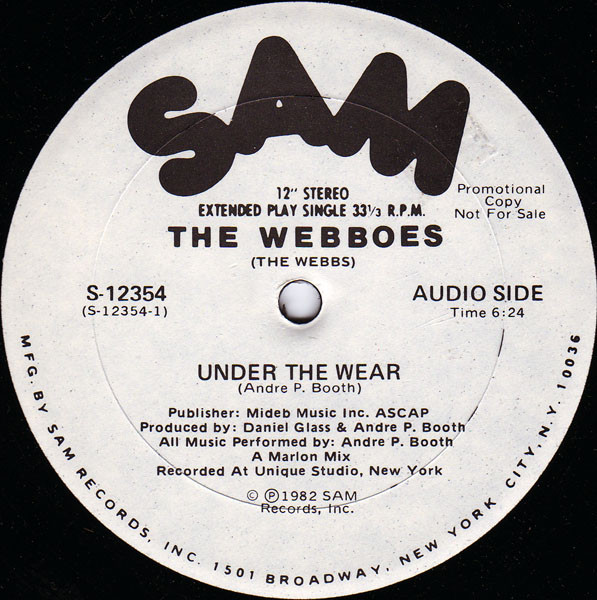 SAM
12" STEREO
EXTENDED PLAY SINGLE 33⅓ R.P.M.
Promotional
Copy
Not For Sale
THE WEBBOES
(THE WEBBS)
S-12354
(S-12354-1)
AUDIO SIDE
Time 6:24
UNDER THE WEAR
(Andre P. Booth)
Publisher: Mideb Music Inc. ASCAP
Produced by: Daniel Glass & Andre P. Booth
All Music Performed by: Andre P. Booth
A Marlon Mix
Recorded At Unique Studio, New York
© ℗ 1982 SAM
Records, Inc.
MFG. BY SAM RECORDS, INC. 1501 BROADWAY, NEW YORK CITY, N.Y. 10036